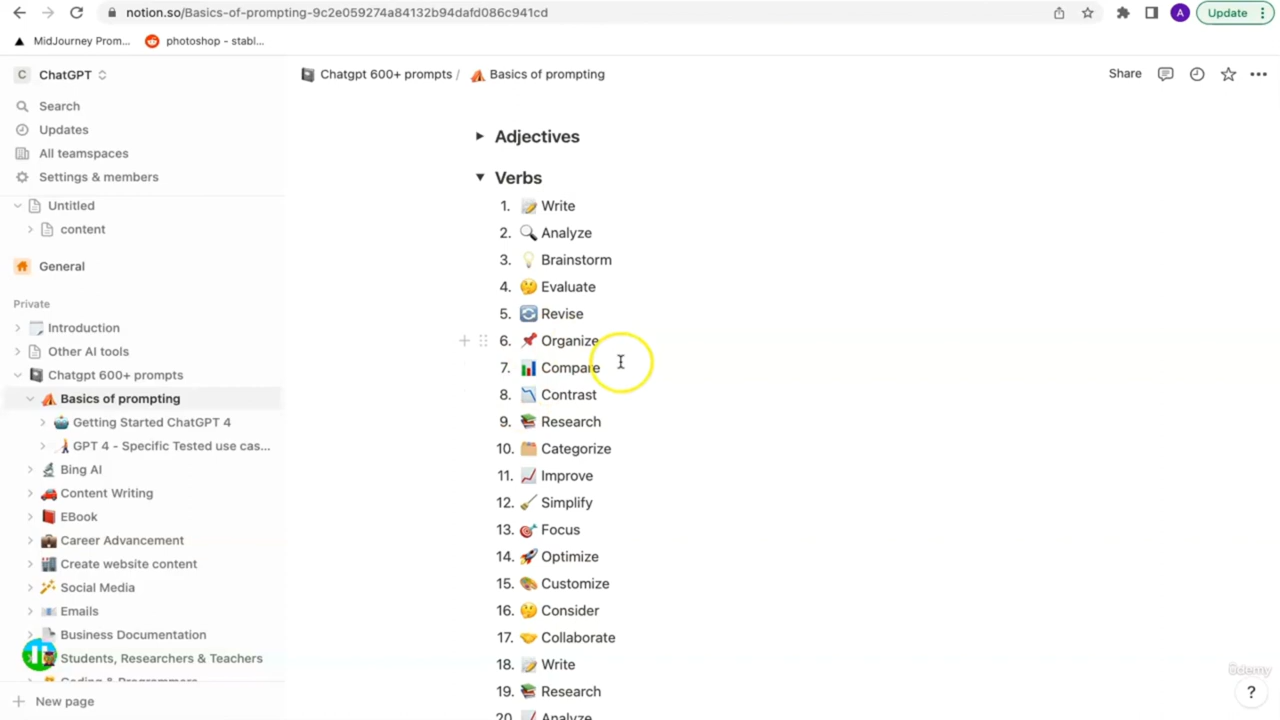 notion.so/Basics-of-prompting-9c2e059274a84132b94dafd086c941cd
A
Update
MidJourney Prom...
photoshop - stabl...
C ChatGPT
Chatgpt 600+ prompts / Basics of prompting
Share
Search
Updates
All teamspaces
Settings & members
Untitled
content
General
Private
Introduction
Other AI tools
Chatgpt 600+ prompts
Basics of prompting
Getting Started ChatGPT 4
GPT 4 - Specific Tested use cas...
Bing AI
Content Writing
EBook
Career Advancement
Create website content
Social Media
Emails
Business Documentation
Students, Researchers & Teachers
Coding & Programmers
New page
Adjectives
Verbs
1. Write
2. Analyze
3. Brainstorm
4. Evaluate
5. Revise
6. Organize
7. Compare
8. Contrast
9. Research
10. Categorize
11. Improve
12. Simplify
13. Focus
14. Optimize
15. Customize
16. Consider
17. Collaborate
18. Write
19. Research
20. Analyze
ûdemy
?